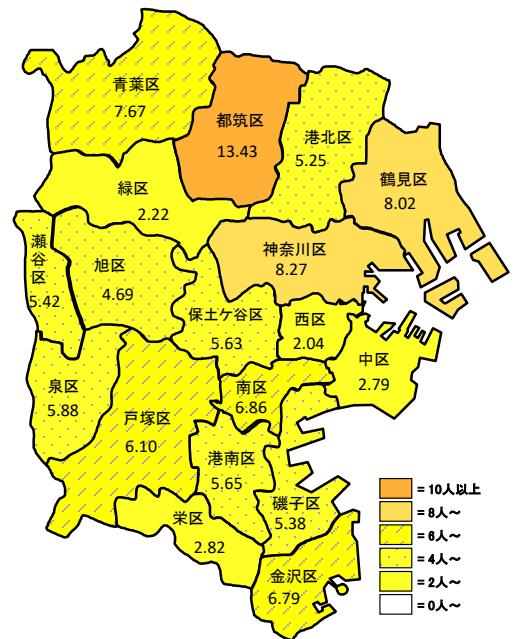 青葉区
7.67
都筑区
13.43
港北区
5.25
鶴見区
8.02
緑区
2.22
神奈川区
8.27
瀬谷区
5.42
旭区
4.69
保土ケ谷区
5.63
西区
2.04
中区
2.79
泉区
5.88
戸塚区
6.10
南区
6.86
港南区
5.65
磯子区
5.38
栄区
2.82
金沢区
6.79
= 10人以上
= 8人～
= 6人～
= 4人～
= 2人～
= 0人～